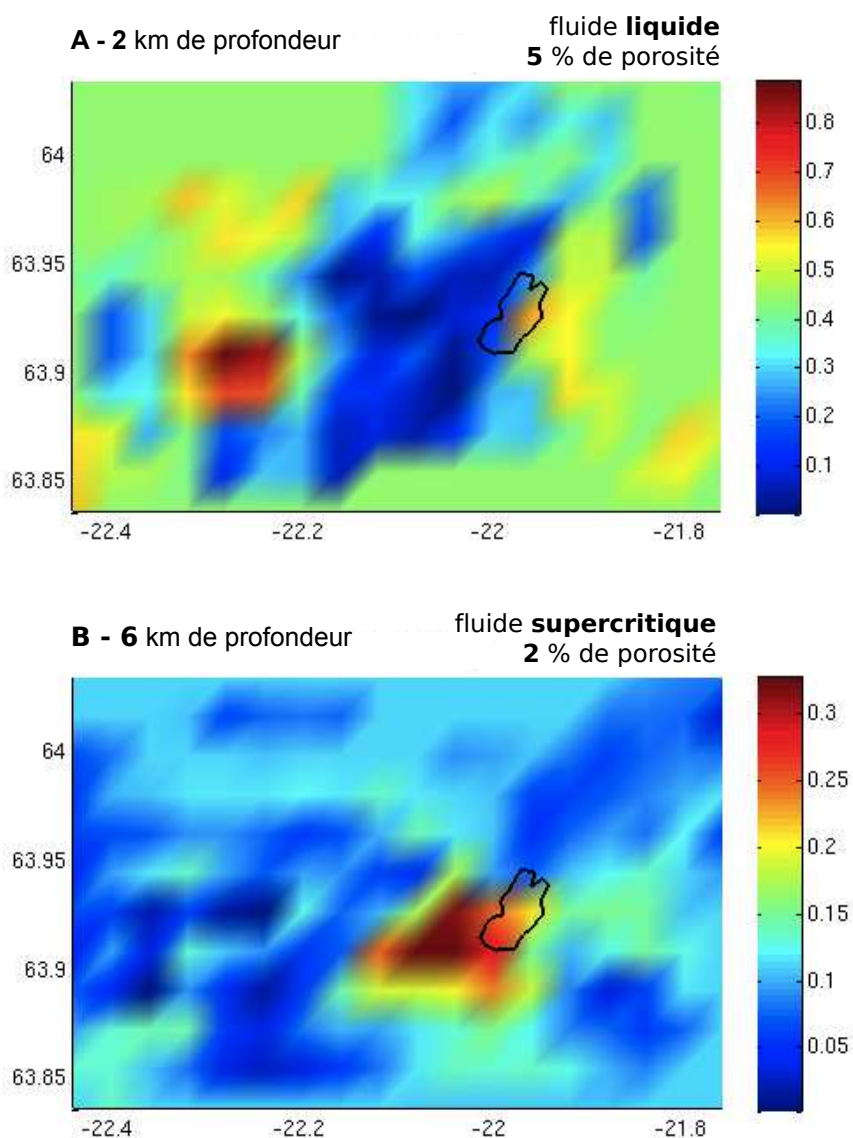 A - 2 km de profondeur
fluide liquide
5 % de porosité
64
63.95
63.9
63.85
-22.4 -22.2 -22 -21.8
0.8
0.7
0.6
0.5
0.4
0.3
0.2
0.1
B - 6 km de profondeur
fluide supercritique
2 % de porosité
64
63.95
63.9
63.85
-22.4 -22.2 -22 -21.8
0.3
0.25
0.2
0.15
0.1
0.05